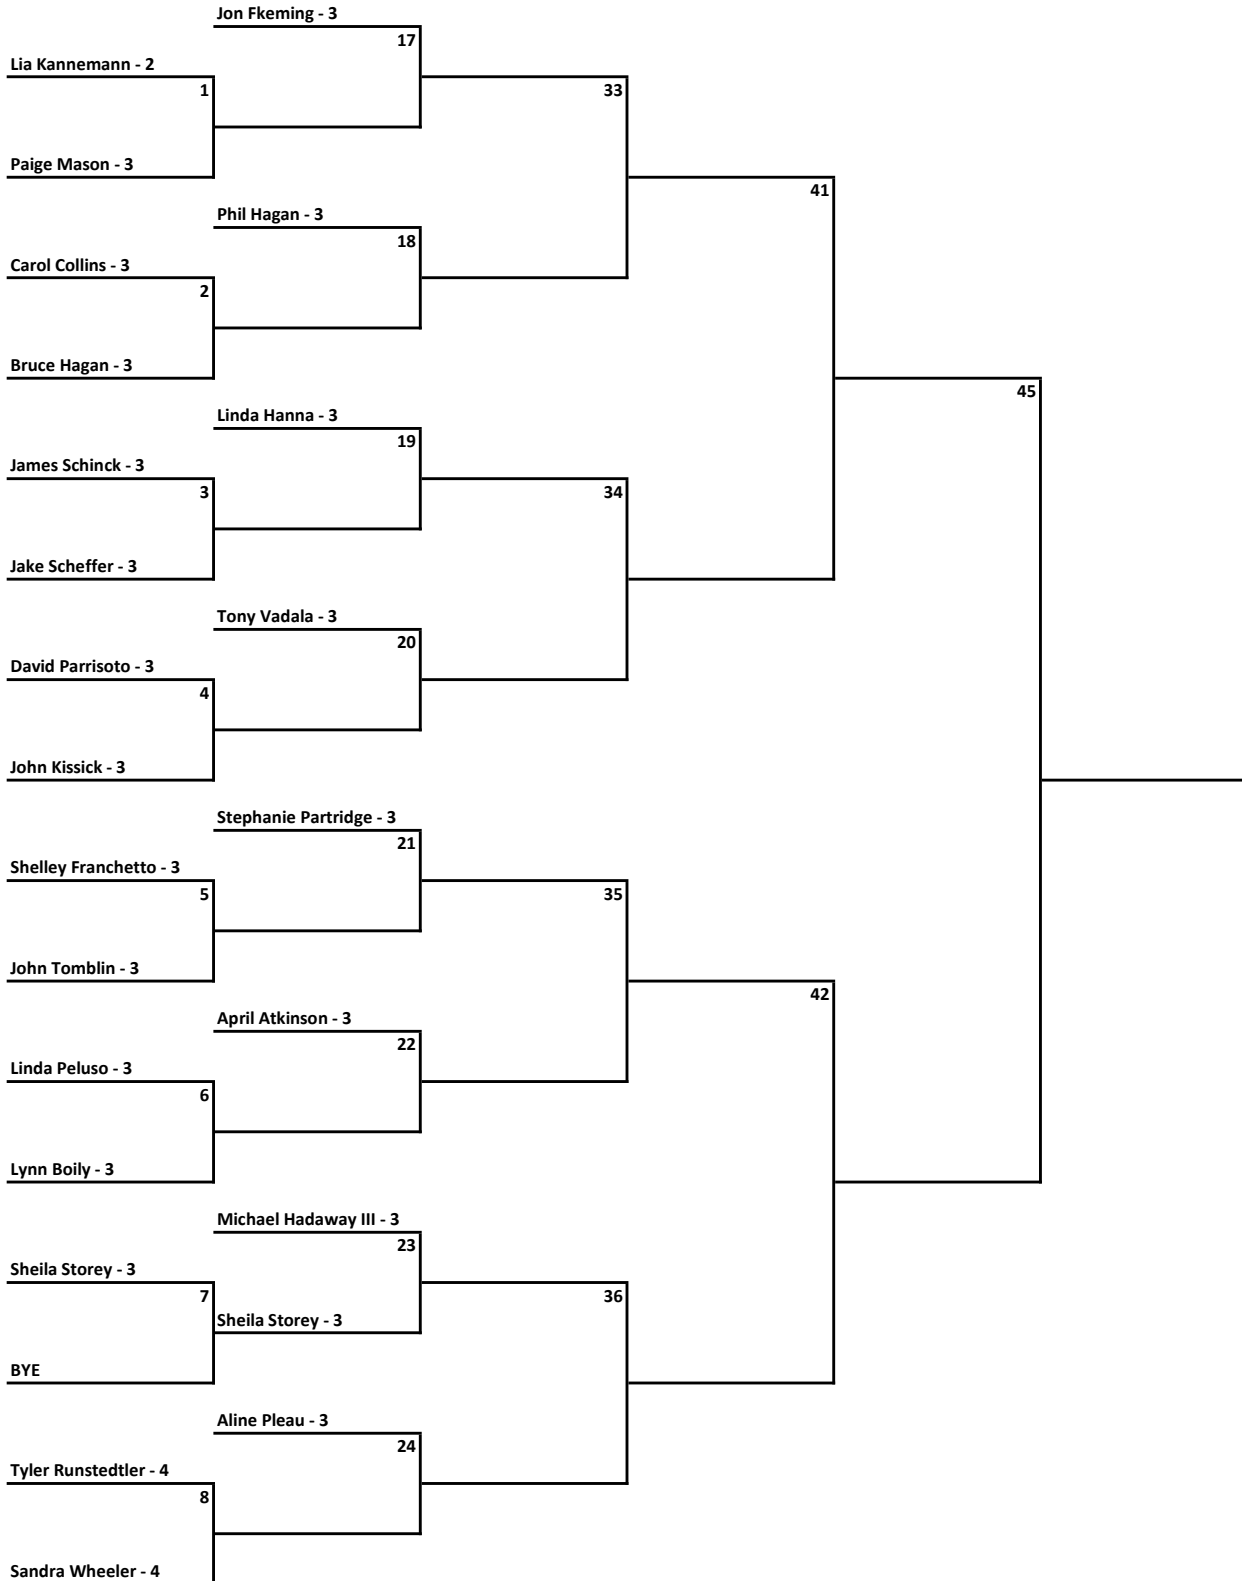 Jon Fkeming - 3
17
Lia Kannemann - 2
1
33
Paige Mason - 3
41
Phil Hagan - 3
18
Carol Collins - 3
2
Bruce Hagan - 3
45
Linda Hanna - 3
19
James Schinck - 3
3
34
Jake Scheffer - 3
Tony Vadala - 3
20
David Parrisoto - 3
4
John Kissick - 3
Stephanie Partridge - 3
21
Shelley Franchetto - 3
5
35
John Tomblin - 3
42
April Atkinson - 3
22
Linda Peluso - 3
6
Lynn Boily - 3
Michael Hadaway III - 3
23
Sheila Storey - 3
7
36
Sheila Storey - 3
BYE
Aline Pleau - 3
24
Tyler Runstedtler - 4
8
Sandra Wheeler - 4